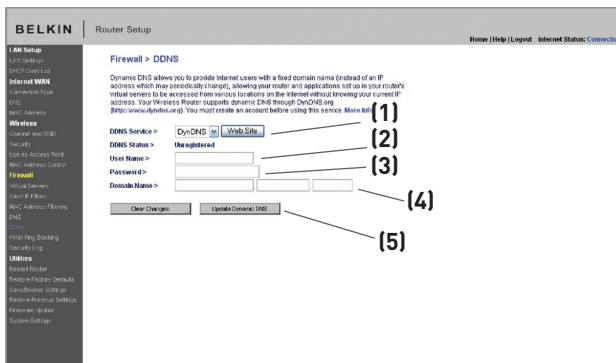 BELKIN
Router Setup
Home | Help | Logout Internet Status: Connectio
LAN Setup
LAN Settings
DHCP Client List
Internet WAN
Connection Type
DNS
MAC Address
Wireless
Channel and SSID
Security
Use as Access Point
MAC Address Control
Firewall
Virtual Servers
Client IP Filters
MAC Address Filtering
DMZ
DDNS
WAN Ping Blocking
Security Log
Utilities
Restart Router
Restore Factory Defaults
Save/Backup Settings
Restore Previous Settings
Firmware Update
System Settings
Firewall > DDNS
Dynamic DNS allows you to provide Internet users with a fixed domain name (instead of an IP
address which may periodically change), allowing your router and applications set up in your router's
virtual servers to be accessed from various locations on the Internet without knowing your current IP
address. Your Wireless Router supports dynamic DNS through DynDNS.org
(http://www.dyndns.org). You must create an account before using this service. More Info
DDNS Service > DynDNS Web Site (1)
DDNS Status > Unregistered
User Name > (2)
Password > (3)
Domain Name > . (4)
Clear Changes Update Dynamic DNS (5)